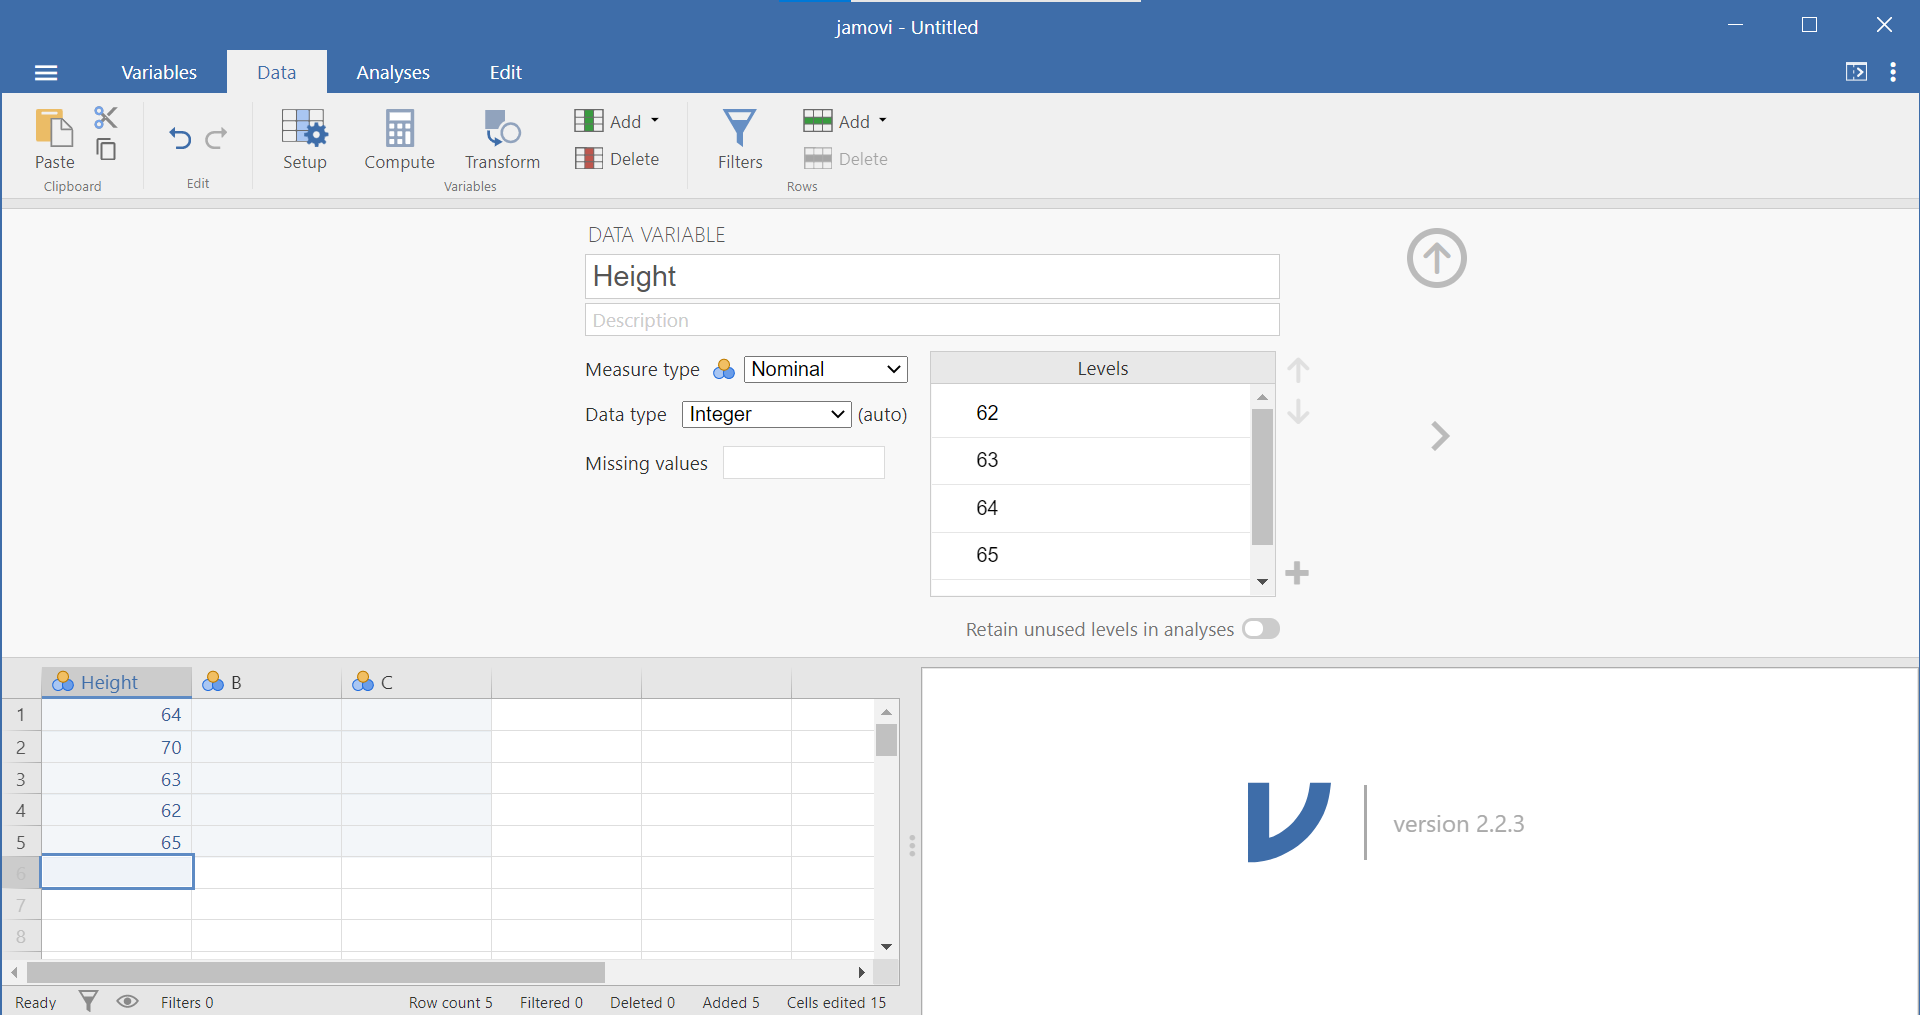 jamovi - Untitled
Variables Data Analyses Edit
Paste
Clipboard
Edit
Setup Compute Transform
Add
Delete
Variables
Filters
Add
Delete
Rows
DATA VARIABLE
Height
Description
Measure type Nominal
Data type Integer (auto)
Missing values
Levels
62
63
64
65
Retain unused levels in analyses
Height B C
1 64
2 70
3 63
4 62
5 65
6
7
8
version 2.2.3
Ready Filters 0 Row count 5 Filtered 0 Deleted 0 Added 5 Cells edited 15